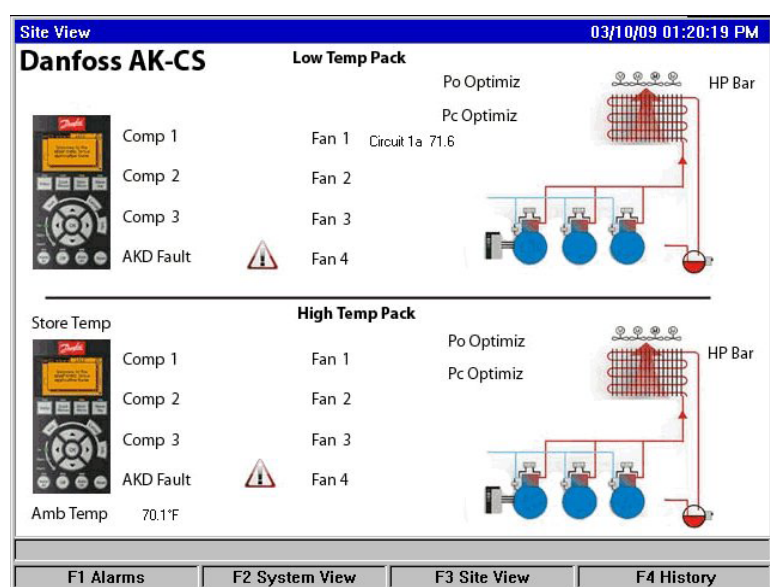 Site View 03/10/09 01:20:19 PM
Danfoss AK-CS
Low Temp Pack
Po Optimiz
HP Bar
Pc Optimiz
Danfoss
Comp 1
Fan 1 Circuit 1a 71.6
Comp 2
Fan 2
Comp 3
Fan 3
AKD Fault
Fan 4
High Temp Pack
Store Temp
Po Optimiz
HP Bar
Pc Optimiz
Danfoss
Comp 1
Fan 1
Comp 2
Fan 2
Comp 3
Fan 3
AKD Fault
Fan 4
Amb Temp 70.1°F
F1 Alarms F2 System View F3 Site View F4 History